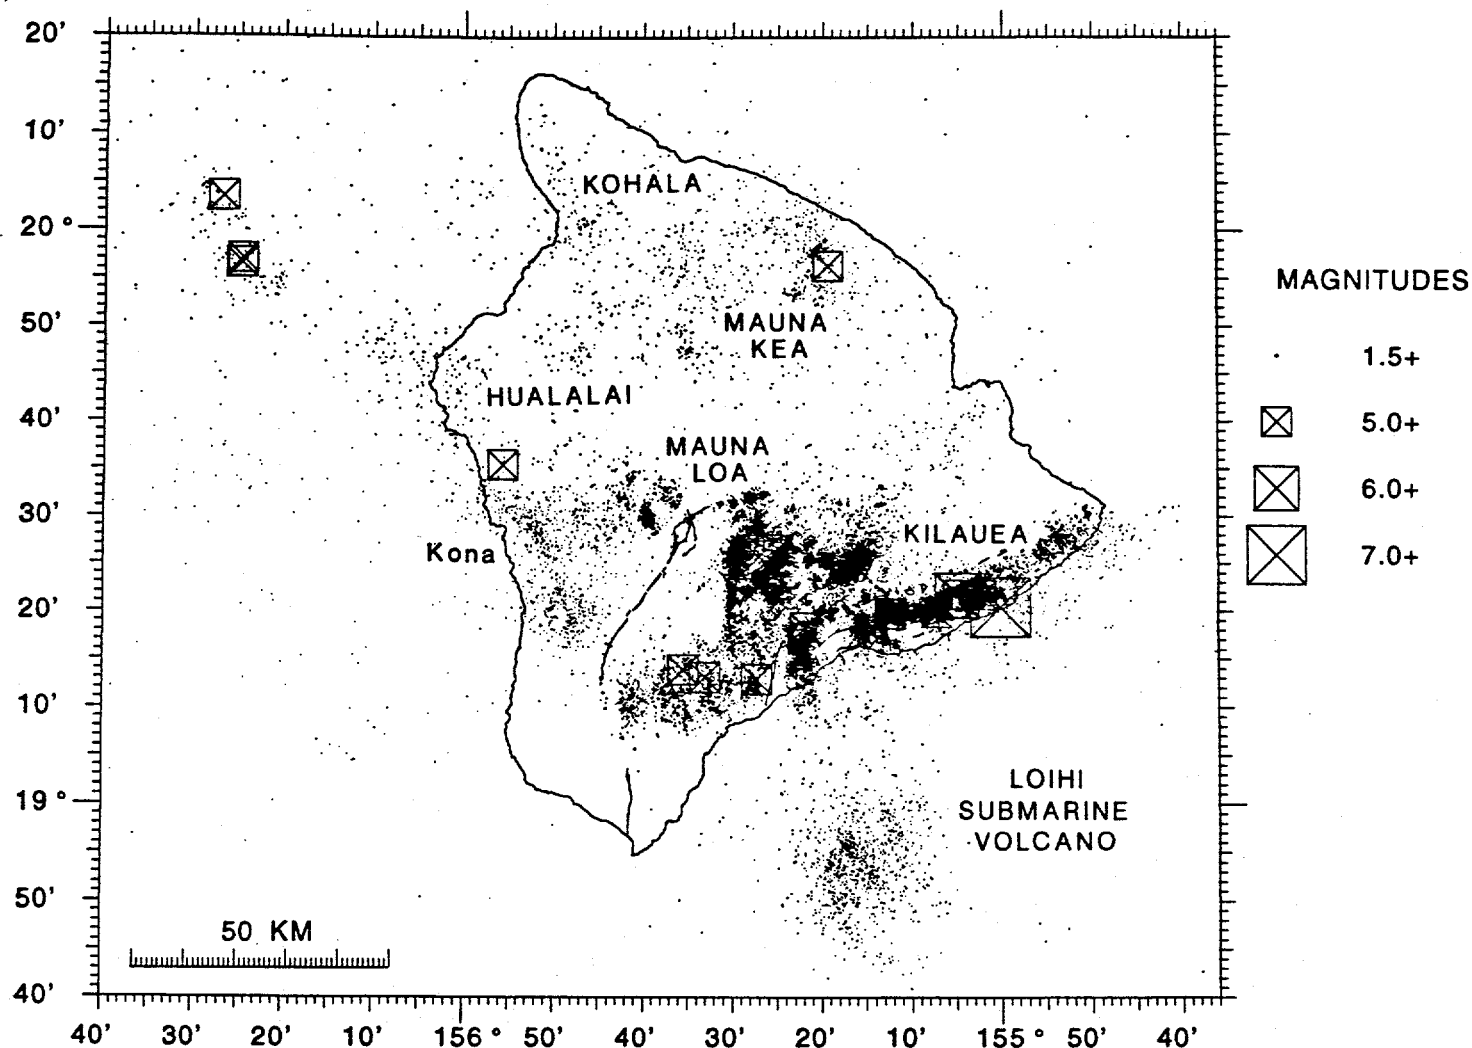 20'
10'
20°
50'
40'
30'
20'
10'
19°
50'
40'
KOHALA
MAUNA
KEA
HUALALAI
MAUNA
LOA
KILAUEA
Kona
LOIHI
SUBMARINE
VOLCANO
50 KM
MAGNITUDES
1.5+
5.0+
6.0+
7.0+
40' 30' 20' 10' 156° 50' 40' 30' 20' 10' 155° 50' 40'